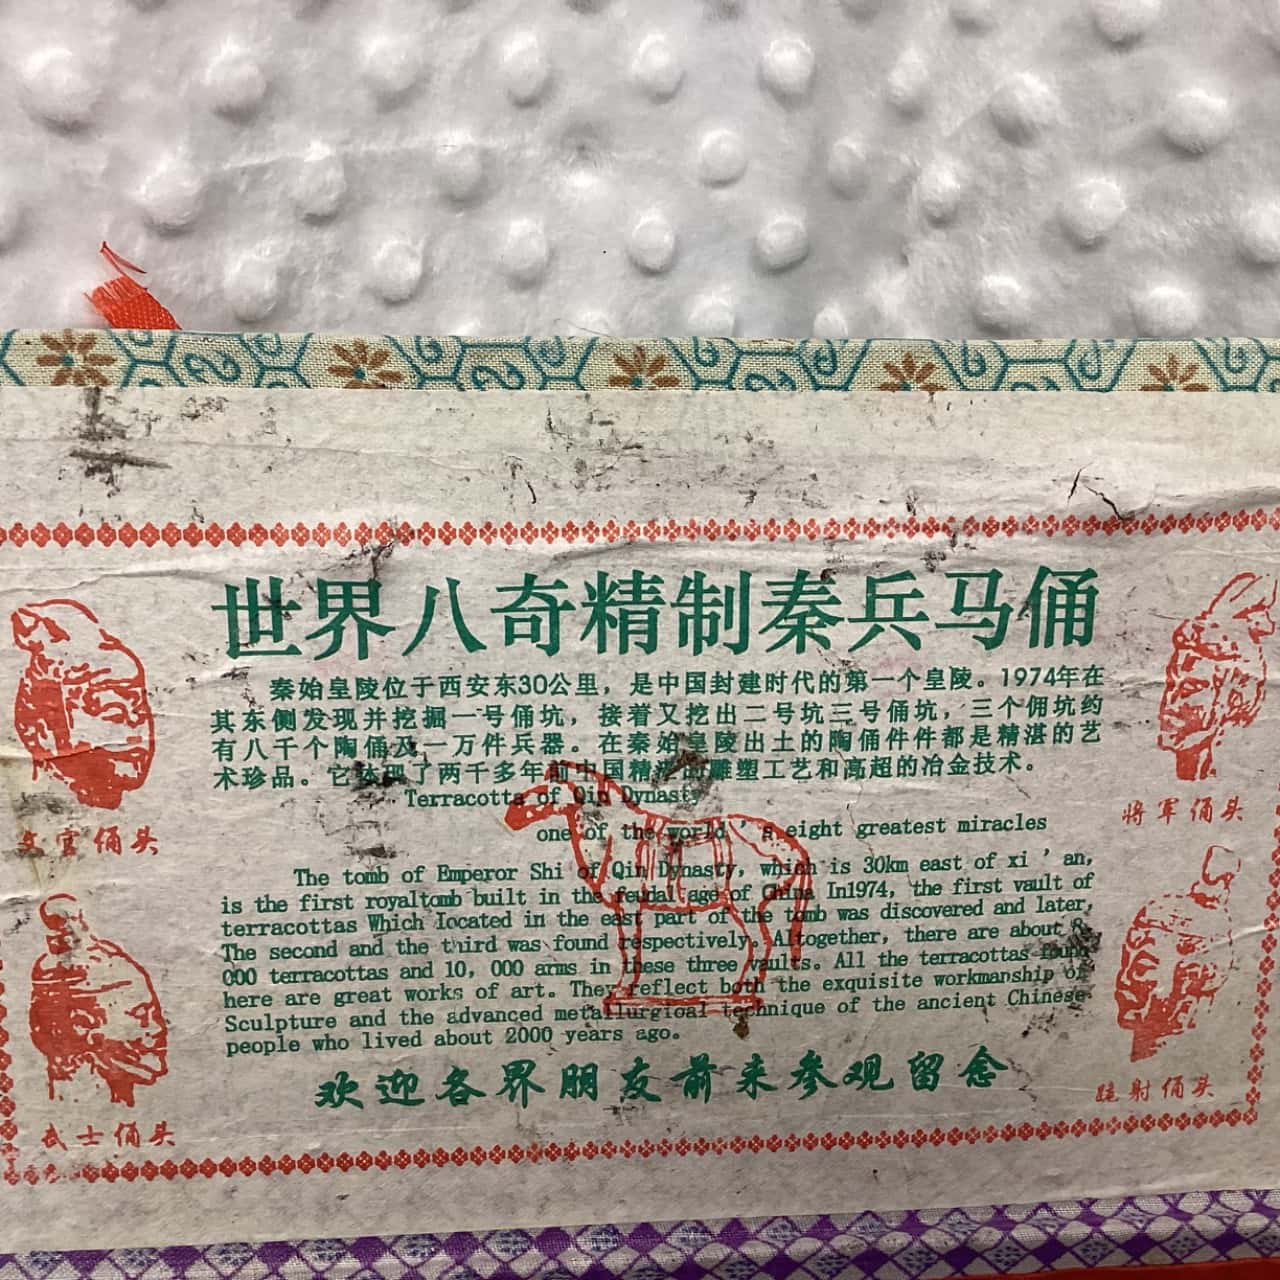 世界八奇精制秦兵马俑
秦始皇陵位于西安东30公里，是中国封建时代的第一个皇陵。1974年在
其东侧发现并挖掘一号俑坑，接着又挖出二号坑三号俑坑，三个佣坑约
有八千个陶俑及一万件兵器。在秦始皇陵出土的陶俑件件都是精湛的艺
术珍品。它体现了两千多年前中国精湛的雕塑工艺和高超的冶金技术。
Terracotta of Qin Dynasty
one of the world's eight greatest miracles
The tomb of Emperor Shi of Qin Dynasty, which is 30km east of xi'an,
is the first royaltomb built in the feudal age of China In1974, the first vault of
terracottas Which located in the east part of the tomb was discovered and later,
The second and the third was found respectively. Altogether, there are about 8,
000 terracottas and 10, 000 arms in these three vaults. All the terracottas found
here are great works of art. They reflect both the exquisite workmanship of
Sculpture and the advanced metallurgioal technique of the ancient Chinese
people who lived about 2000 years ago.
欢迎各界朋友前来参观留念
文官俑头
武士俑头
将军俑头
跪射俑头